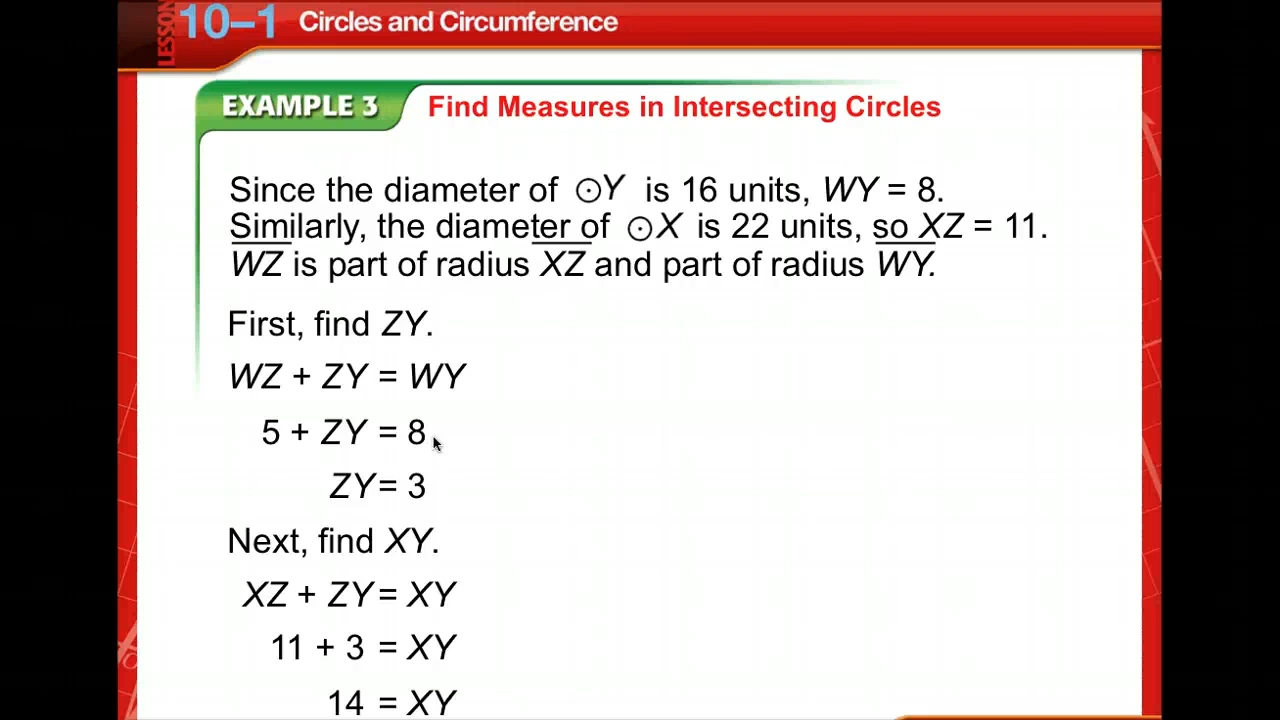 LESSON 10–1 Circles and Circumference
EXAMPLE 3 Find Measures in Intersecting Circles
Since the diameter of ⊙Y is 16 units, WY = 8.
Similarly, the diameter of ⊙X is 22 units, so XZ = 11.
WZ is part of radius XZ and part of radius WY.
First, find ZY.
WZ + ZY = WY
5 + ZY = 8
ZY = 3
Next, find XY.
XZ + ZY = XY
11 + 3 = XY
14 = XY